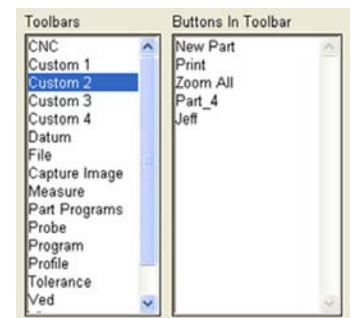 Toolbars
CNC
Custom 1
Custom 2
Custom 3
Custom 4
Datum
File
Capture Image
Measure
Part Programs
Probe
Program
Profile
Tolerance
Ved
Buttons In Toolbar
New Part
Print
Zoom All
Part_4
Jeff